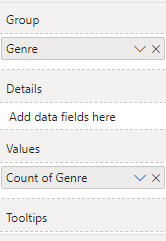 Group
Genre
Details
Add data fields here
Values
Count of Genre
Tooltips